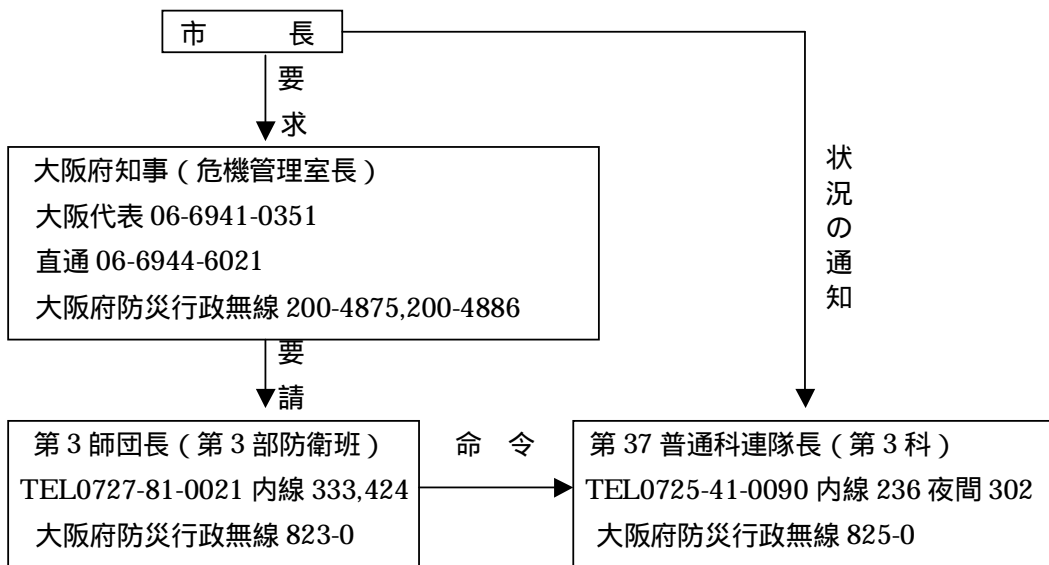 市　　　長
要求
大阪府知事（危機管理室長）
大阪代表 06-6941-0351
直通 06-6944-6021
大阪府防災行政無線 200-4875,200-4886
状況の通知
要請
第３師団長（第３部防衛班）
TEL0727-81-0021 内線 333,424
大阪府防災行政無線 823-0
命　令
第 37 普通科連隊長（第３科）
TEL0725-41-0090 内線 236 夜間 302
大阪府防災行政無線 825-0